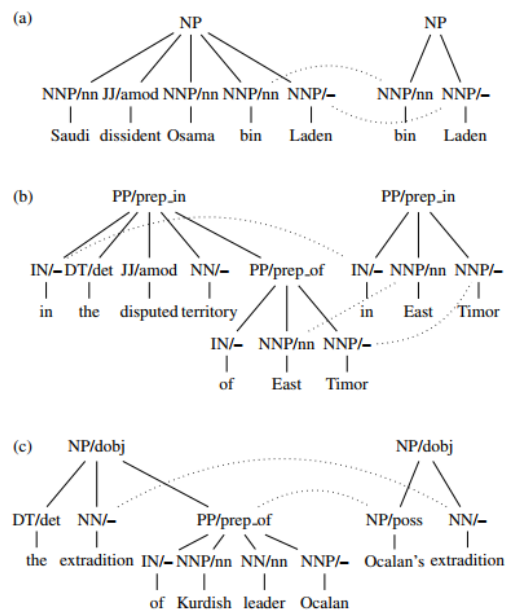 (a) NP NP
NNP/nn JJ/amod NNP/nn NNP/nn NNP/– NNP/nn NNP/–
Saudi dissident Osama bin Laden bin Laden
(b) PP/prep_in PP/prep_in
IN/– DT/det JJ/amod NN/– PP/prep_of IN/– NNP/nn NNP/–
in the disputed territory in East Timor
IN/– NNP/nn NNP/–
of East Timor
(c) NP/dobj NP/dobj
DT/det NN/– PP/prep_of NP/poss NN/–
the extradition IN/– NNP/nn NN/nn NNP/– Ocalan's extradition
of Kurdish leader Ocalan